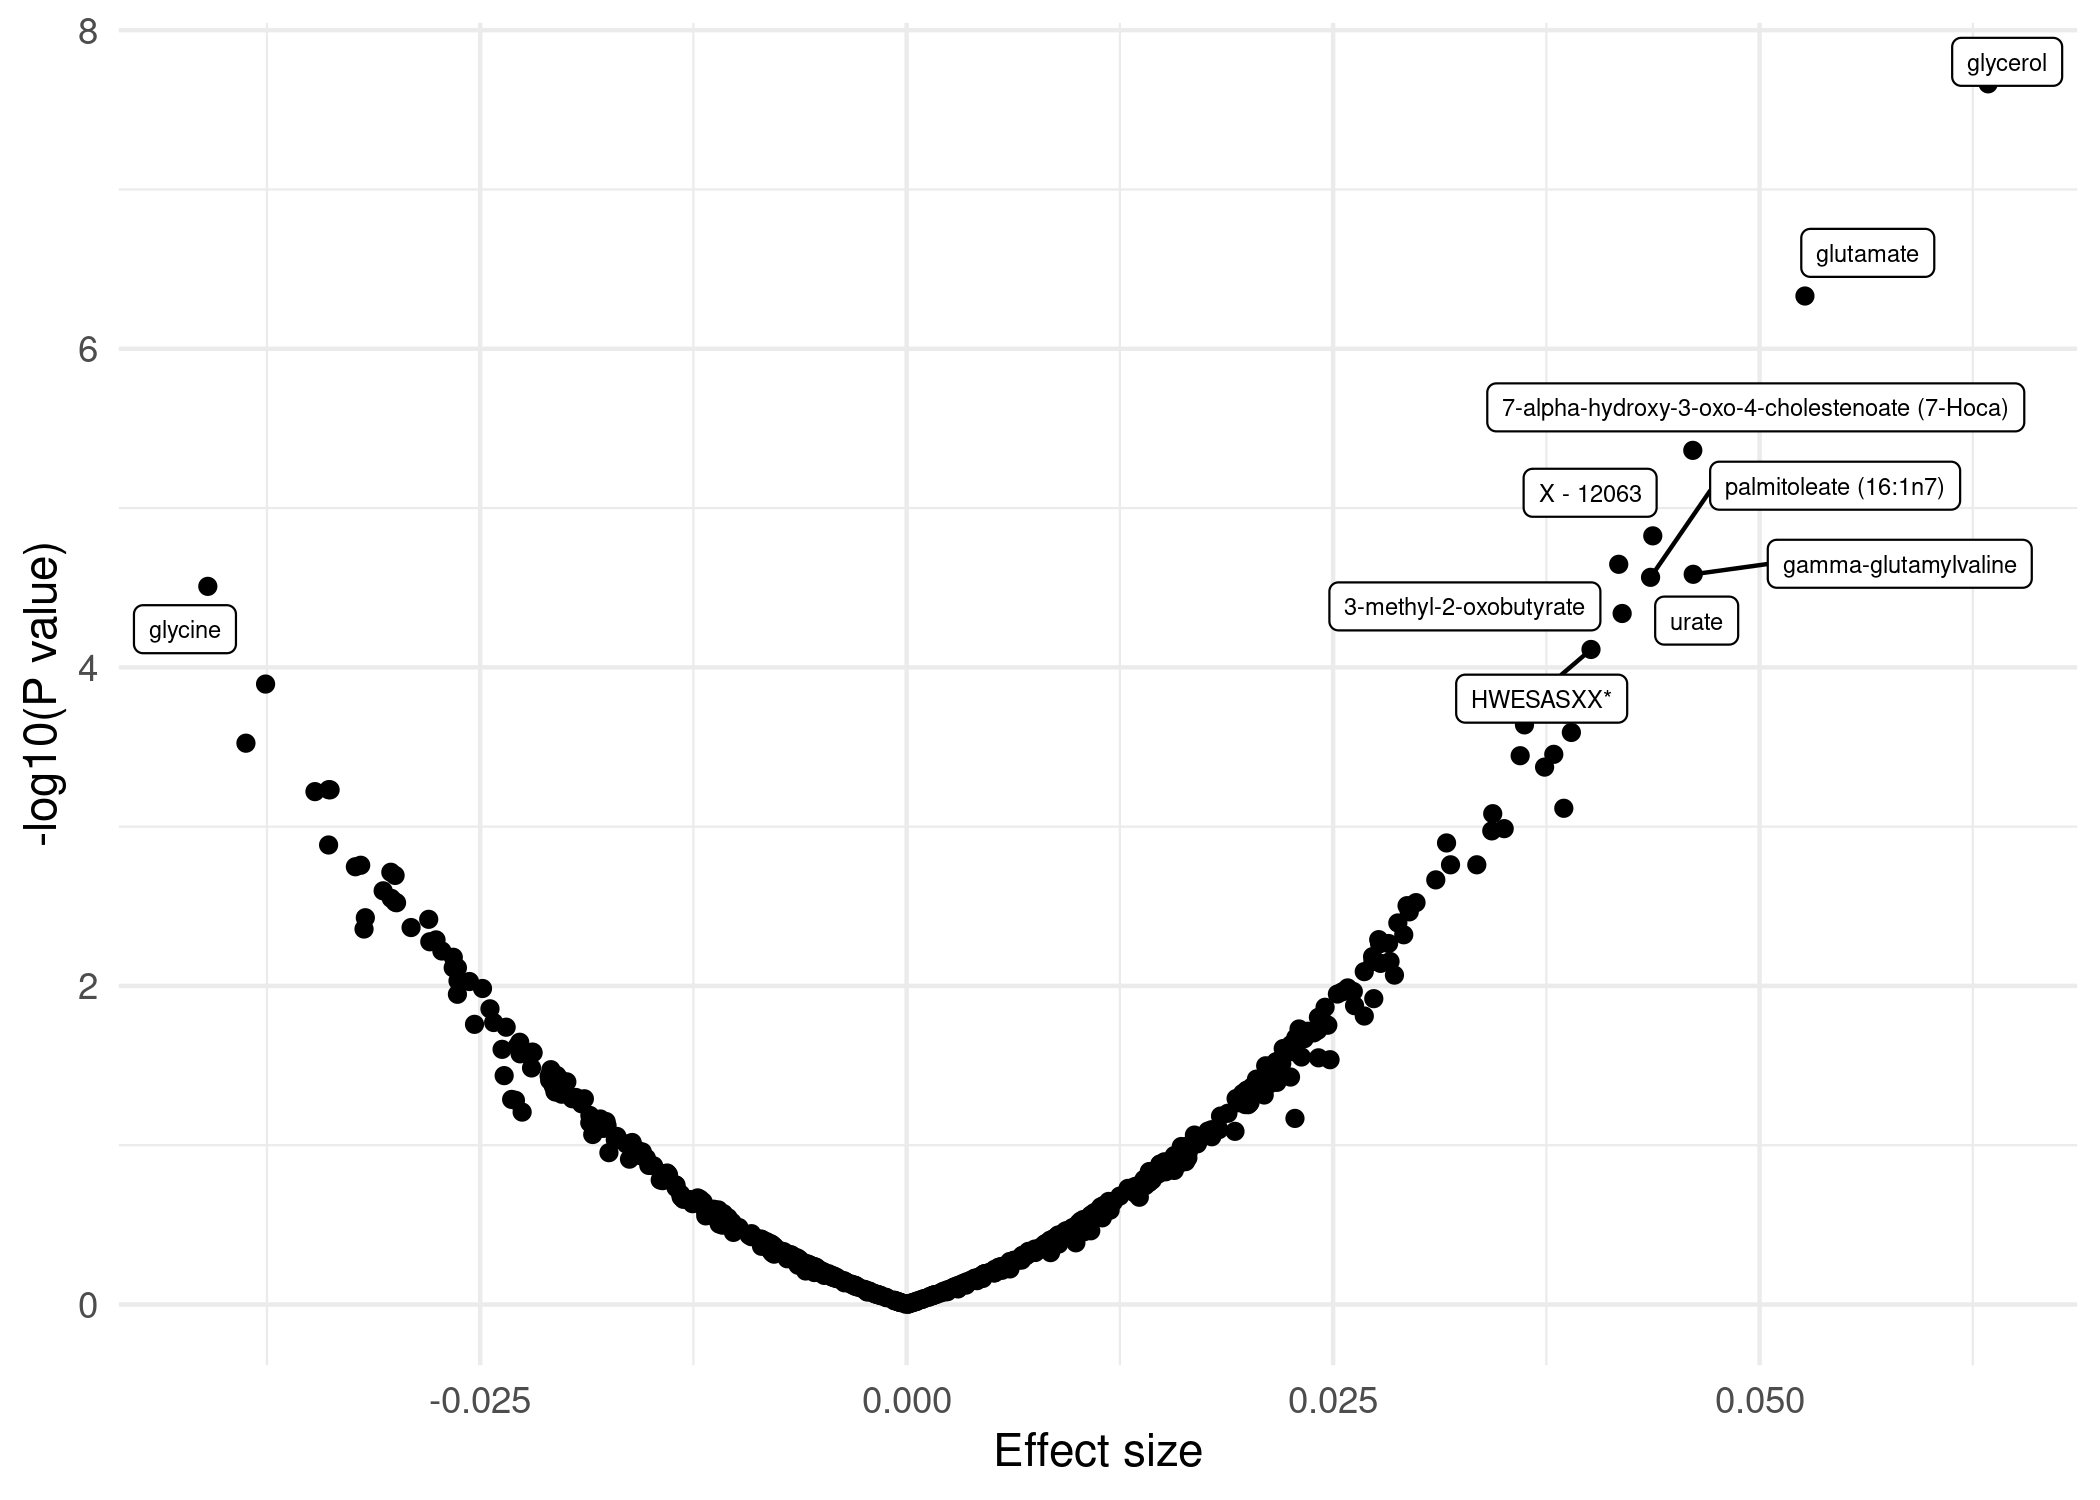 8
glycerol
glutamate
6
7-alpha-hydroxy-3-oxo-4-cholestenoate (7-Hoca)
palmitoleate (16:1n7)
X - 12063
gamma-glutamylvaline
3-methyl-2-oxobutyrate
urate
glycine
4
HWESASXX*
-log10(P value)
2
0
-0.025 0.000 0.025 0.050
Effect size